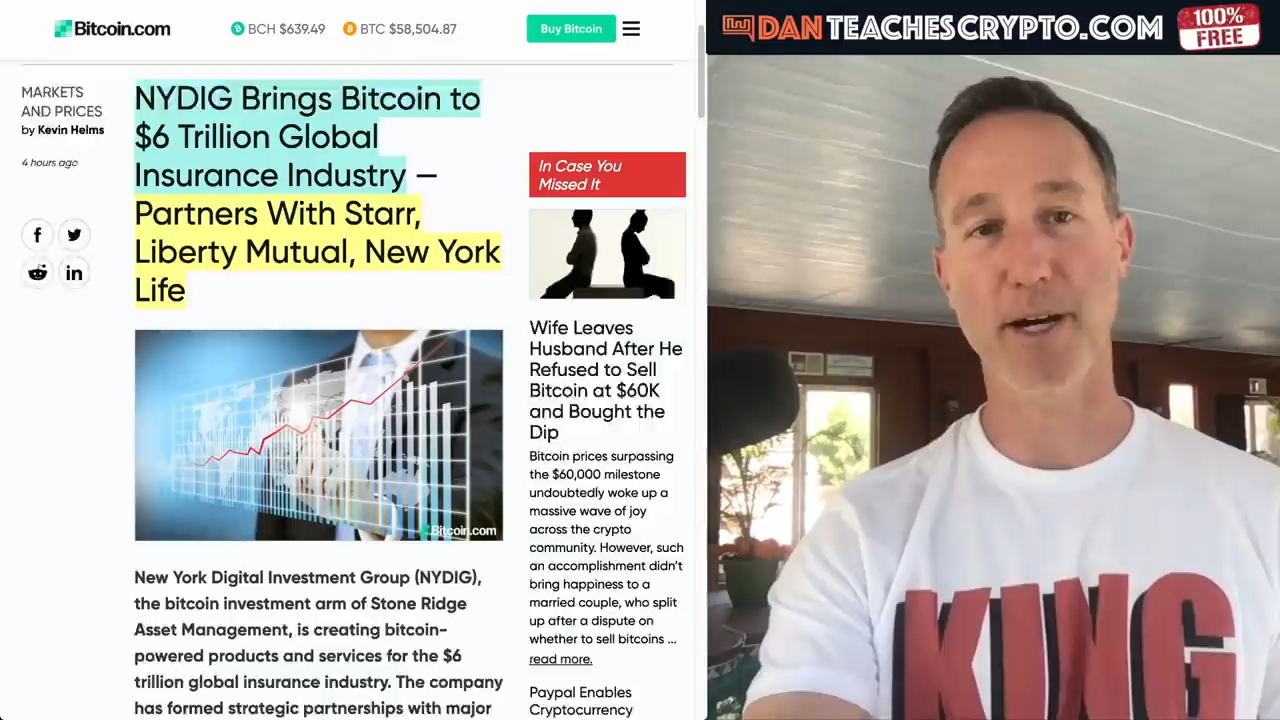 Bitcoin.com
BCH $639.49
BTC $58,504.87
Buy Bitcoin
MARKETS
AND PRICES
by Kevin Helms
4 hours ago
NYDIG Brings Bitcoin to
$6 Trillion Global
Insurance Industry —
Partners With Starr,
Liberty Mutual, New York
Life
Bitcoin.com
New York Digital Investment Group (NYDIG),
the bitcoin investment arm of Stone Ridge
Asset Management, is creating bitcoin-
powered products and services for the $6
trillion global insurance industry. The company
has formed strategic partnerships with major
In Case You
Missed It
Wife Leaves
Husband After He
Refused to Sell
Bitcoin at $60K
and Bought the
Dip
Bitcoin prices surpassing
the $60,000 milestone
undoubtedly woke up a
massive wave of joy
across the crypto
community. However, such
an accomplishment didn't
bring happiness to a
married couple, who split
up after a dispute on
whether to sell bitcoins ...
read more.
Paypal Enables
Cryptocurrency
DANTEACHESCRYPTO.COM
100%
FREE
KING